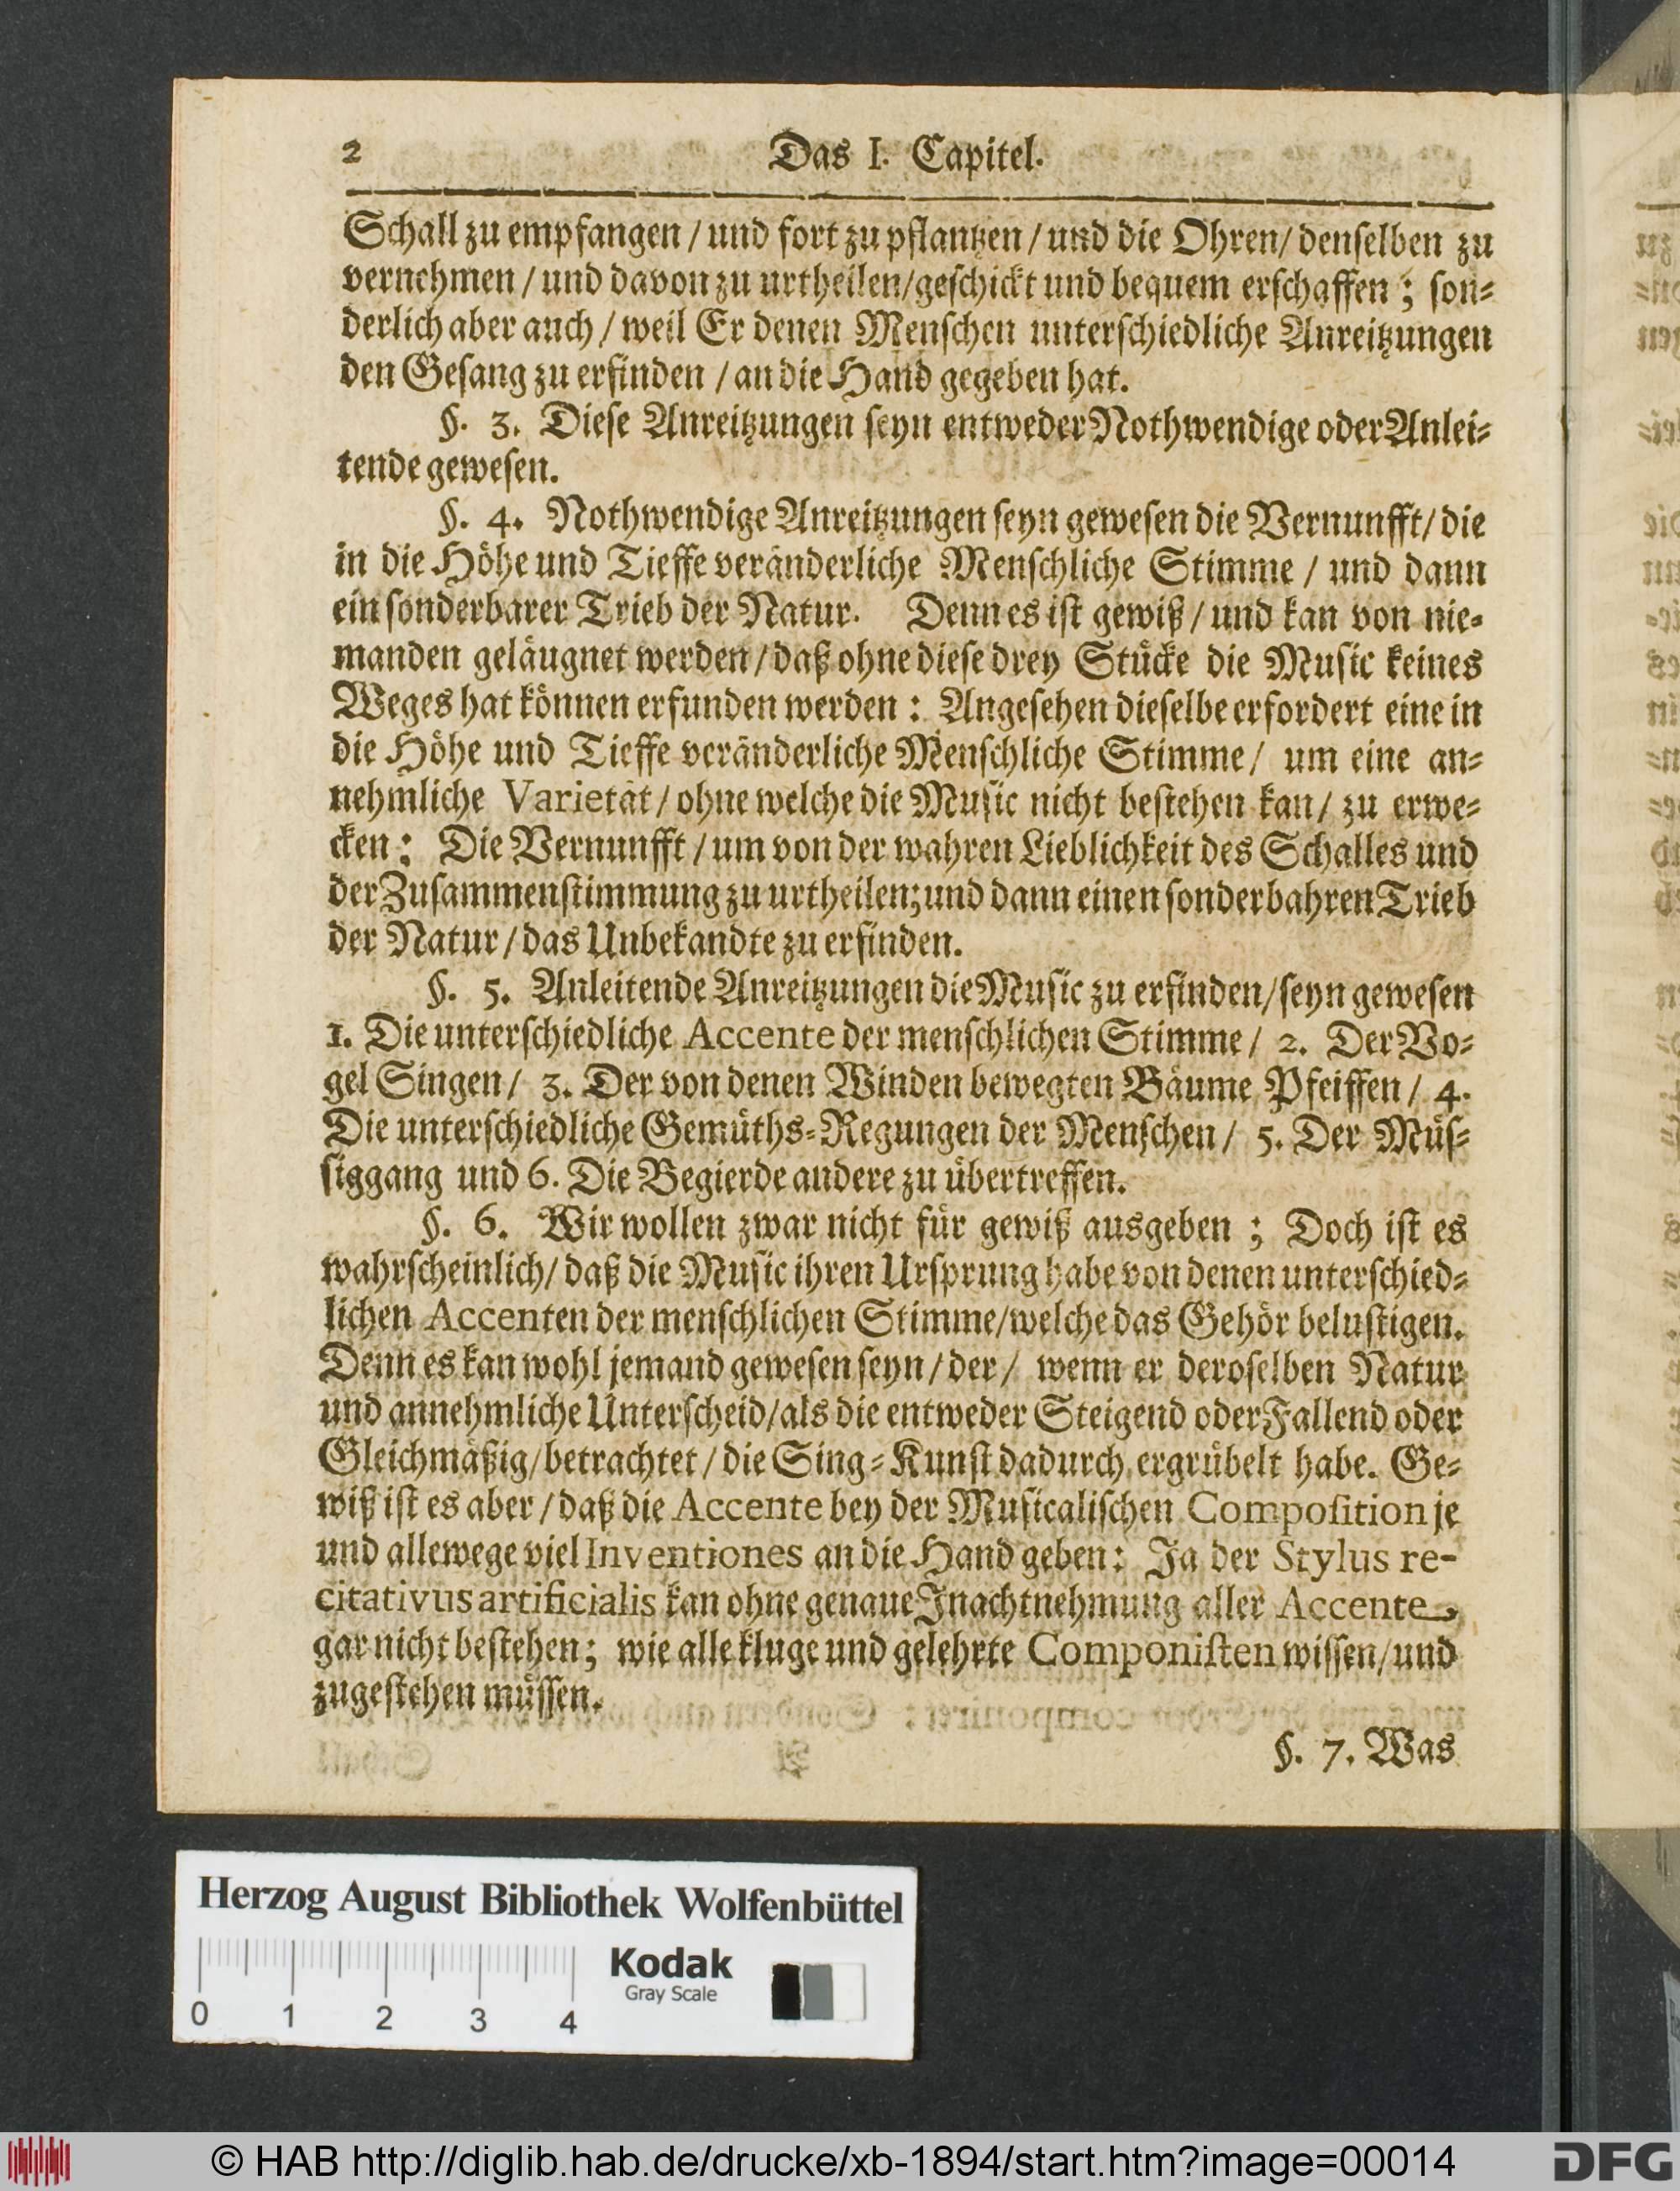 2
Das I. Capitel.
Schall zu empfangen / und fort zu pflantzen / und die Ohren / denselben zu
vernehmen / und davon zu urtheilen / geschickt und bequem erschaffen ; son-
derlich aber auch / weil Er denen Menschen unterschiedliche Anreitzungen
den Gesang zu erfinden / an die Hand gegeben hat.
§. 3. Diese Anreitzungen seyn entweder Nothwendige oder Anlei-
tende gewesen.
§. 4. Nothwendige Anreitzungen seyn gewesen die Vernunfft / die
in die Höhe und Tieffe veränderliche Menschliche Stimme / und dann
ein sonderbarer Trieb der Natur. Denn es ist gewiß / und kan von nie-
manden geläugnet werden / daß ohne diese drey Stücke die Music keines
Weges hat können erfunden werden : Angesehen dieselbe erfordert eine in
die Höhe und Tieffe veränderliche Menschliche Stimme / um eine an-
nehmliche Varietät / ohne welche die Music nicht bestehen kan / zu erwe-
cken : Die Vernunfft / um von der wahren Lieblichkeit des Schalles und
der Zusammenstimmung zu urtheilen; und dann einen sonderbahren Trieb
der Natur / das Unbekandte zu erfinden.
§. 5. Anleitende Anreitzungen die Music zu erfinden / seyn gewesen
1. Die unterschiedliche Accente der menschlichen Stimme / 2. Der Vo-
gel Singen / 3. Der von denen Winden bewegten Bäume Pfeiffen / 4.
Die unterschiedliche Gemüths-Regungen der Menschen / 5. Der Müs-
siggang und 6. Die Begierde andere zu übertreffen.
§. 6. Wir wollen zwar nicht für gewiß ausgeben ; Doch ist es
wahrscheinlich / daß die Music ihren Ursprung habe von denen unterschied-
lichen Accenten der menschlichen Stimme / welche das Gehör belustigen.
Denn es kan wohl jemand gewesen seyn / der / wenn er deroselben Natur
und annehmliche Unterscheid / als die entweder Steigend oder Fallend oder
Gleichmäßig / betrachtet / die Sing-Kunst dadurch ergrübelt habe. Ge-
wiß ist es aber / daß die Accente bey der Musicalischen Composition je
und allewege viel Inventiones an die Hand geben : Ja der Stylus re-
citativus artificialis kan ohne genaue Inachtnehmung aller Accente,
gar nicht bestehen; wie alle kluge und gelehrte Componisten wissen / und
zugestehen müssen.
§. 7. Was
Herzog August Bibliothek Wolfenbüttel
Kodak
Gray Scale
0 1 2 3 4
© HAB http://diglib.hab.de/drucke/xb-1894/start.htm?image=00014
DFG